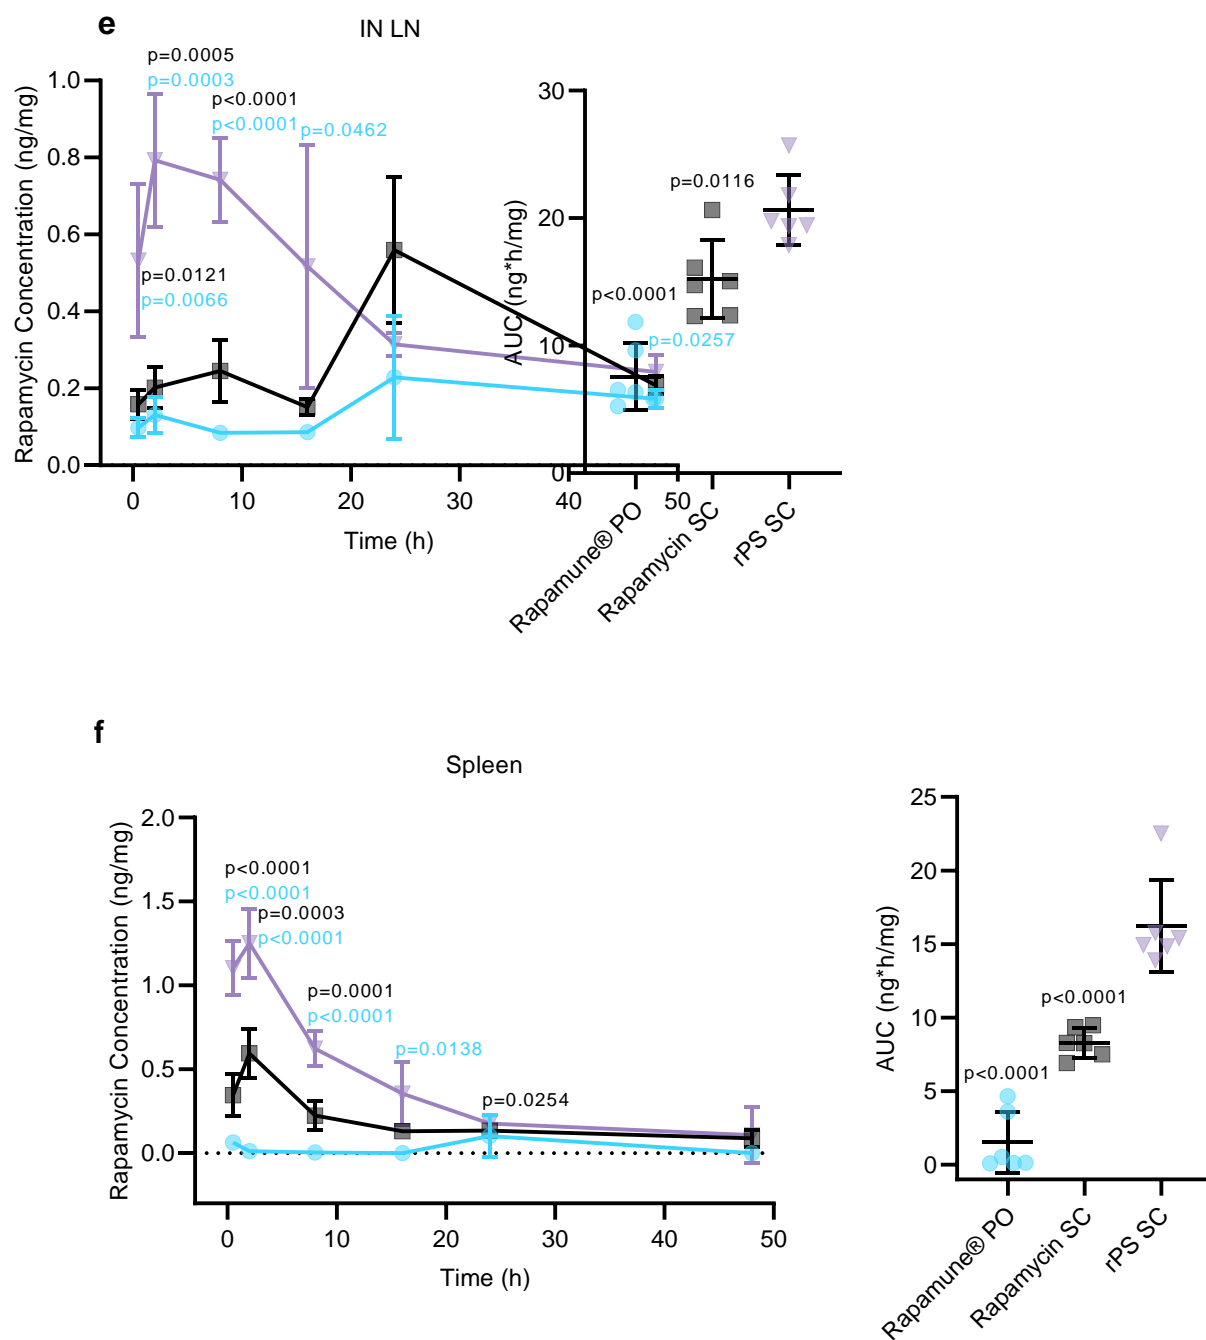 e
IN LN
p=0.0005
p=0.0003
p<0.0001
p<0.0001
p=0.0462
p=0.0121
p=0.0066
Rapamycin Concentration (ng/mg)
1.0
0.8
0.6
0.4
0.2
0.0
0
10
20
30
40
50
Time (h)
AUC (ng*h/mg)
30
20
10
0
p=0.0116
p<0.0001
p=0.0257
Rapamune® PO
Rapamycin SC
rPS SC
f
Spleen
Rapamycin Concentration (ng/mg)
2.0
1.5
1.0
0.5
0.0
p<0.0001
p<0.0001
p=0.0003
p<0.0001
p=0.0001
p<0.0001
p=0.0138
p=0.0254
0
10
20
30
40
50
Time (h)
AUC (ng*h/mg)
25
20
15
10
5
0
p<0.0001
p<0.0001
Rapamune® PO
Rapamycin SC
rPS SC